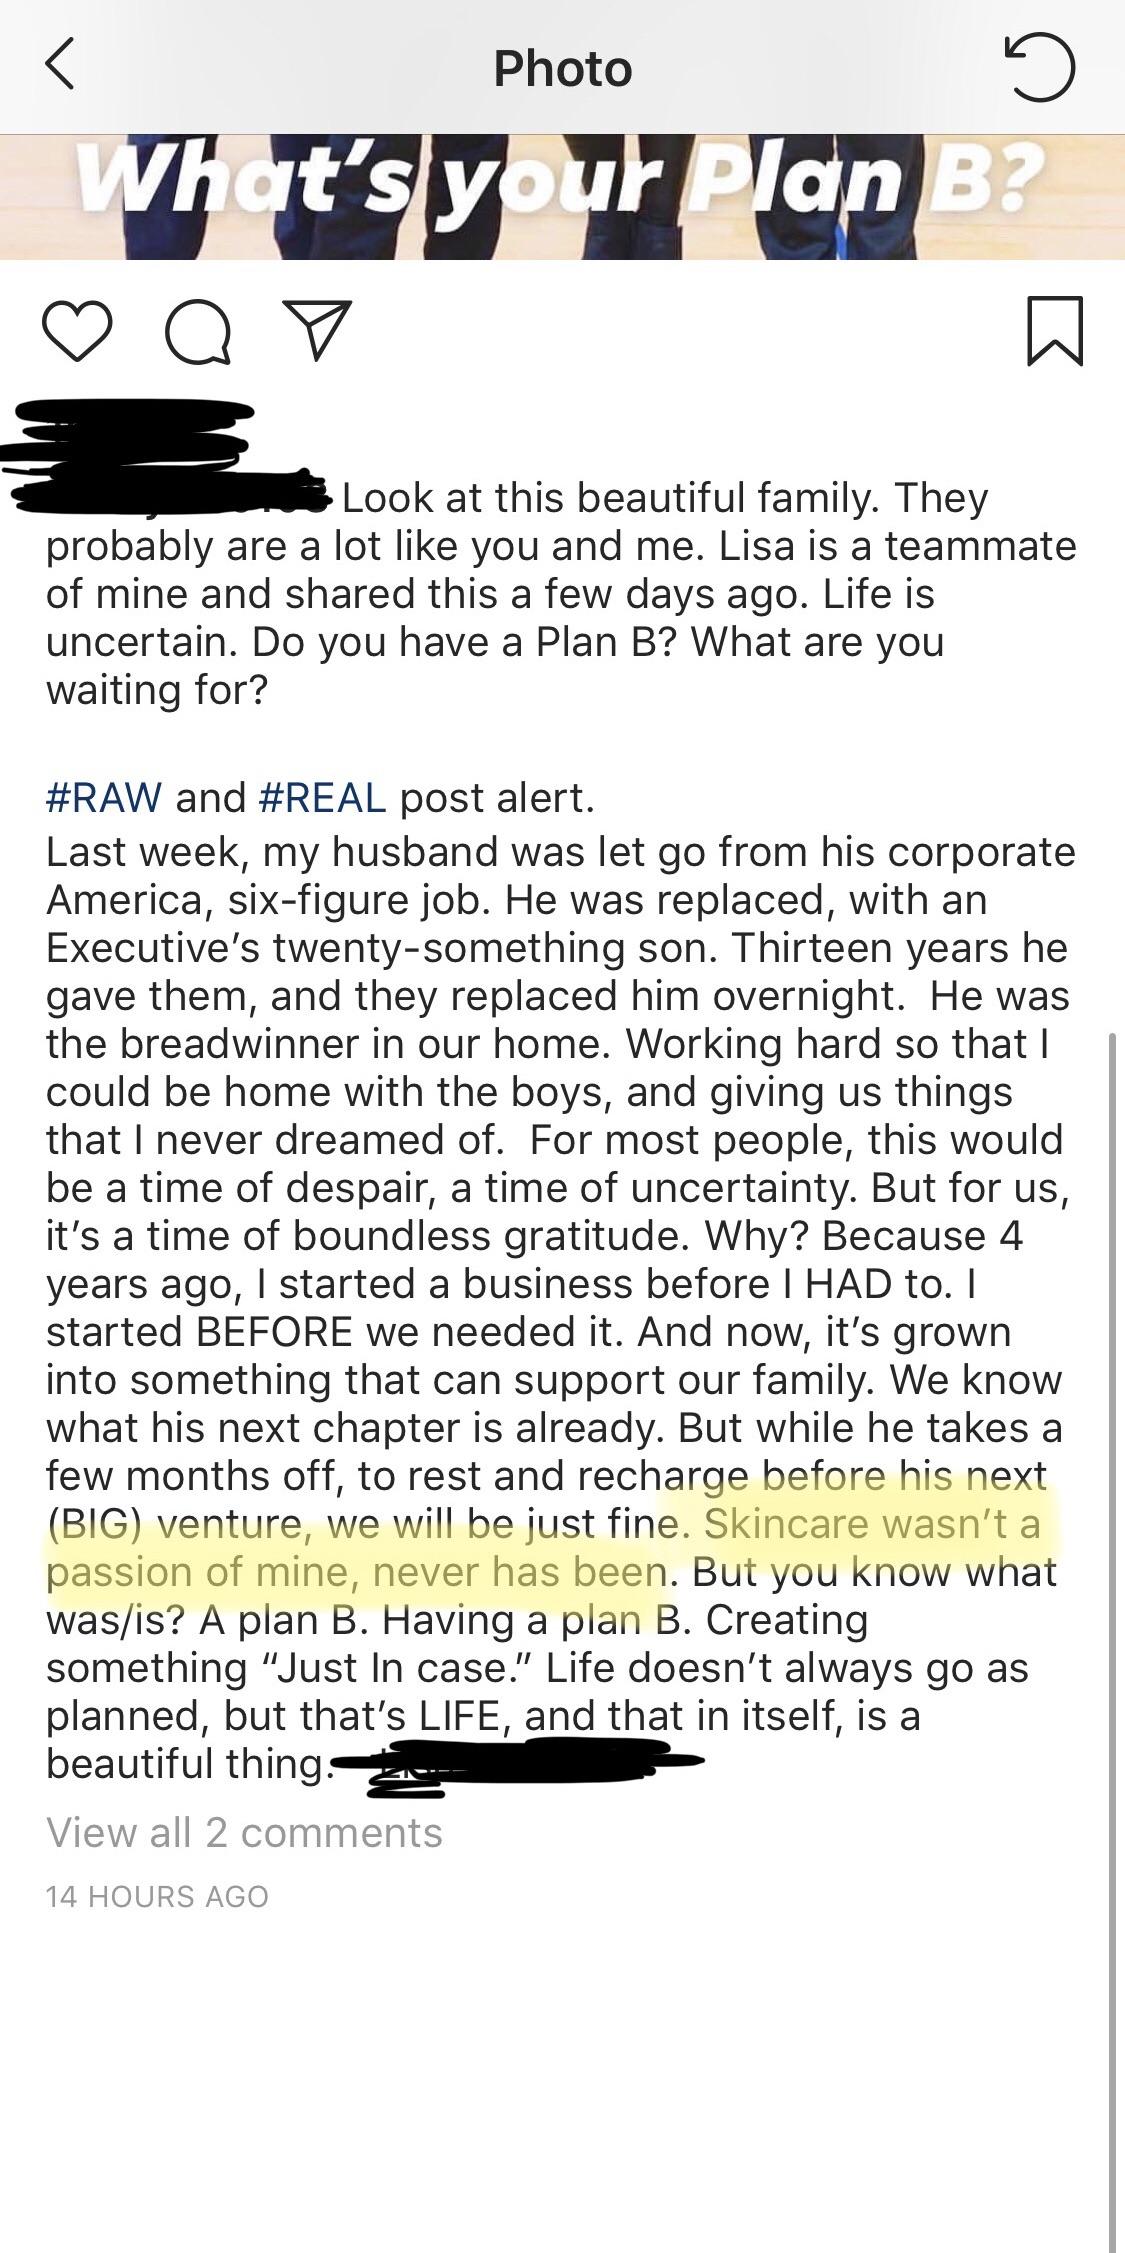 Photo
What's your Plan B?
Look at this beautiful family. They
probably are a lot like you and me. Lisa is a teammate
of mine and shared this a few days ago. Life is
uncertain. Do you have a Plan B? What are you
waiting for?
#RAW and #REAL post alert.
Last week, my husband was let go from his corporate
America, six-figure job. He was replaced, with an
Executive’s twenty-something son. Thirteen years he
gave them, and they replaced him overnight.  He was
the breadwinner in our home. Working hard so that I
could be home with the boys, and giving us things
that I never dreamed of.  For most people, this would
be a time of despair, a time of uncertainty. But for us,
it’s a time of boundless gratitude. Why? Because 4
years ago, I started a business before I HAD to. I
started BEFORE we needed it. And now, it’s grown
into something that can support our family. We know
what his next chapter is already. But while he takes a
few months off, to rest and recharge before his next
(BIG) venture, we will be just fine. Skincare wasn’t a
passion of mine, never has been. But you know what
was/is? A plan B. Having a plan B. Creating
something “Just In case.” Life doesn’t always go as
planned, but that’s LIFE, and that in itself, is a
beautiful thing.
View all 2 comments
14 HOURS AGO